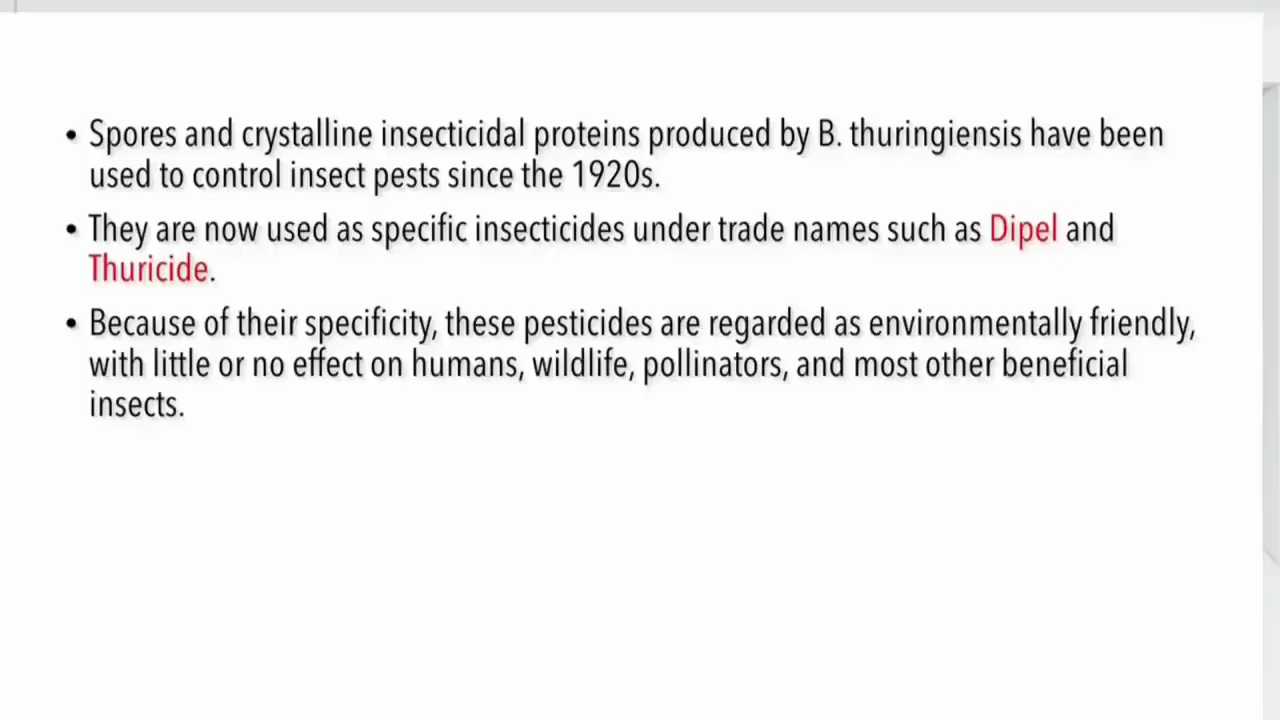 • Spores and crystalline insecticidal proteins produced by B. thuringiensis have been
used to control insect pests since the 1920s.
• They are now used as specific insecticides under trade names such as Dipel and
Thuricide.
• Because of their specificity, these pesticides are regarded as environmentally friendly,
with little or no effect on humans, wildlife, pollinators, and most other beneficial
insects.